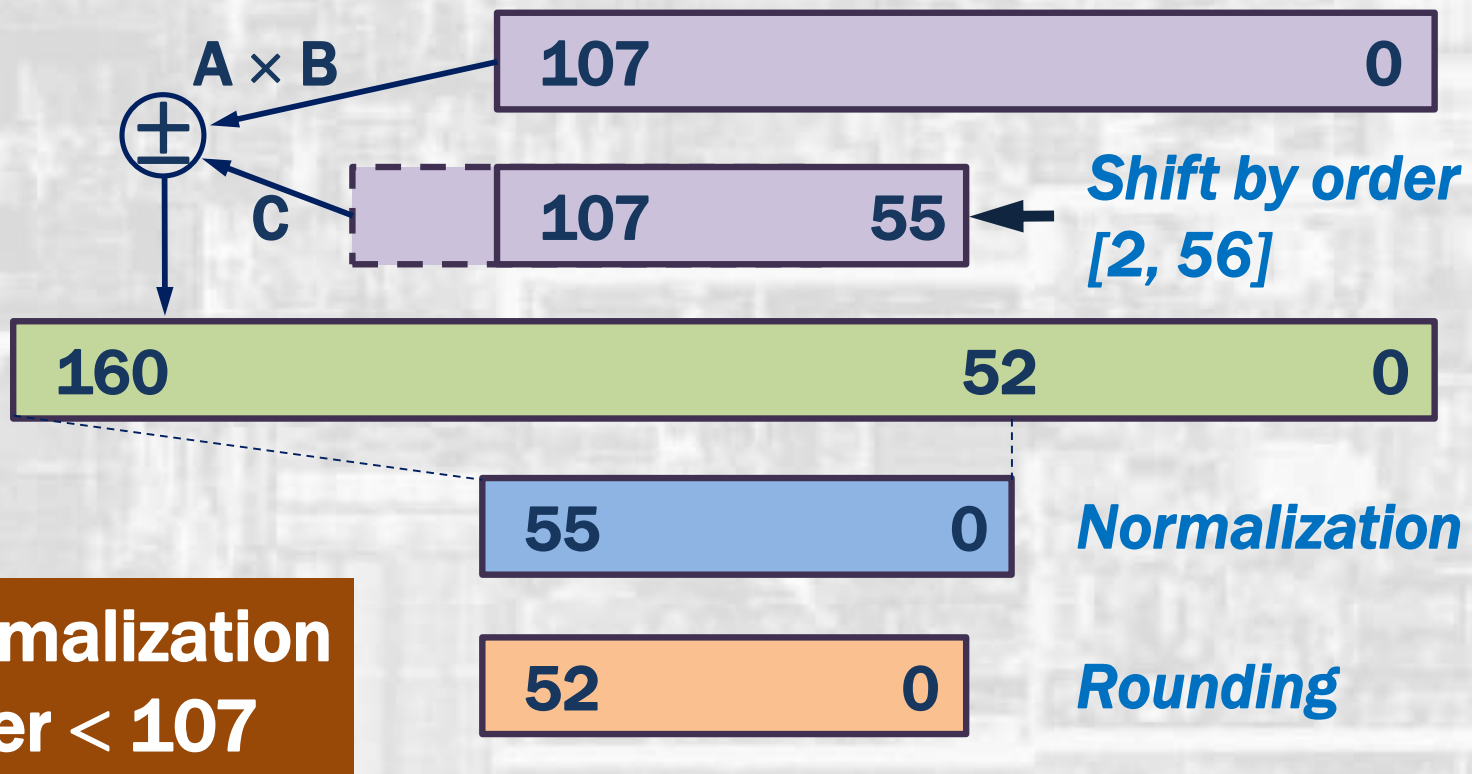 A × B
107 0
±
C
107 55
Shift by order
[2, 56]
160 52 0
55 0
Normalization
malization
52 0
Rounding
er < 107